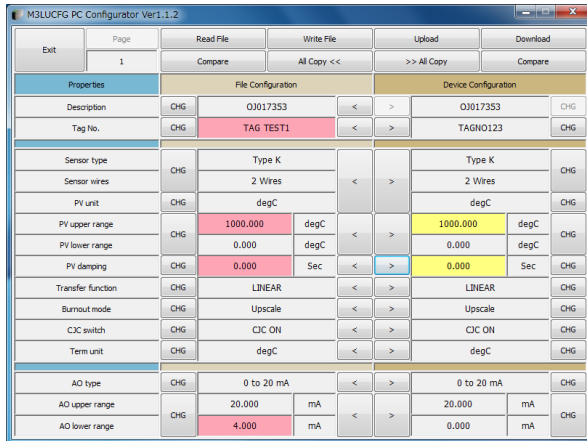 M3LUCFG PC Configurator Ver1.1.2
Exit Page Read File Write File Upload Download
1 Compare All Copy << >> All Copy Compare
Properties File Configuration Device Configuration
Description CHG OJ017353 < > OJ017353 CHG
Tag No. CHG TAG TEST1 < > TAGNO123 CHG
Sensor type CHG Type K < > Type K CHG
Sensor wires 2 Wires 2 Wires
PV unit CHG degC degC CHG
PV upper range CHG 1000.000 degC < > 1000.000 degC CHG
PV lower range 0.000 degC 0.000 degC
PV damping CHG 0.000 Sec < > 0.000 Sec CHG
Transfer function CHG LINEAR < > LINEAR CHG
Burnout mode CHG Upscale < > Upscale CHG
CJC switch CHG CJC ON < > CJC ON CHG
Term unit CHG degC < > degC CHG
AO type CHG 0 to 20 mA < > 0 to 20 mA CHG
AO upper range CHG 20.000 mA < > 20.000 mA CHG
AO lower range 4.000 mA 0.000 mA